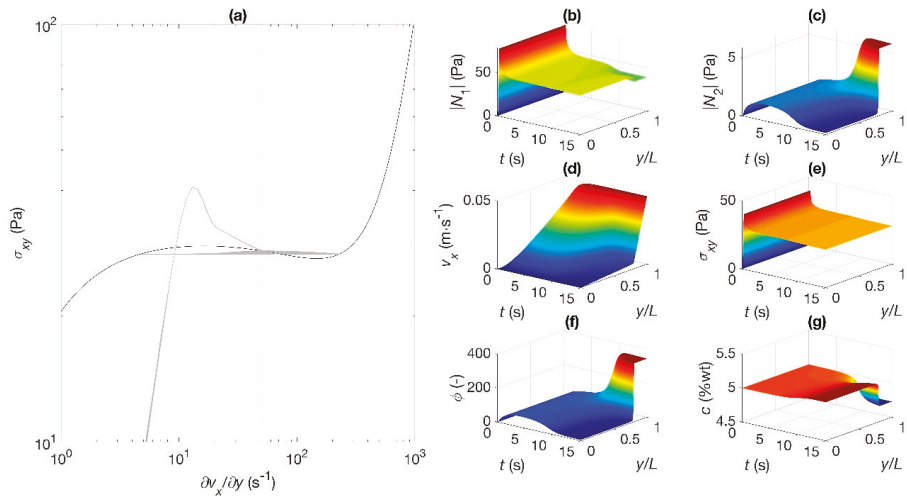 (a)
10²
σxy (Pa)
10¹
10⁰
10¹
10²
10³
∂vx/∂y (s⁻¹)
(b)
|N₁| (Pa)
50
0
0
5
10
15
t (s)
0
0.5
1
y/L
(c)
|N₂| (Pa)
5
0
0
5
10
15
t (s)
0
0.5
1
y/L
(d)
vx (m·s⁻¹)
0.05
0
0
5
10
15
t (s)
0
0.5
1
y/L
(e)
σxy (Pa)
50
0
0
5
10
15
t (s)
0
0.5
1
y/L
(f)
ϕ (-)
400
200
0
0
5
10
15
t (s)
0
0.5
1
y/L
(g)
c (%wt)
5.5
5
4.5
0
5
10
15
t (s)
0
0.5
1
y/L